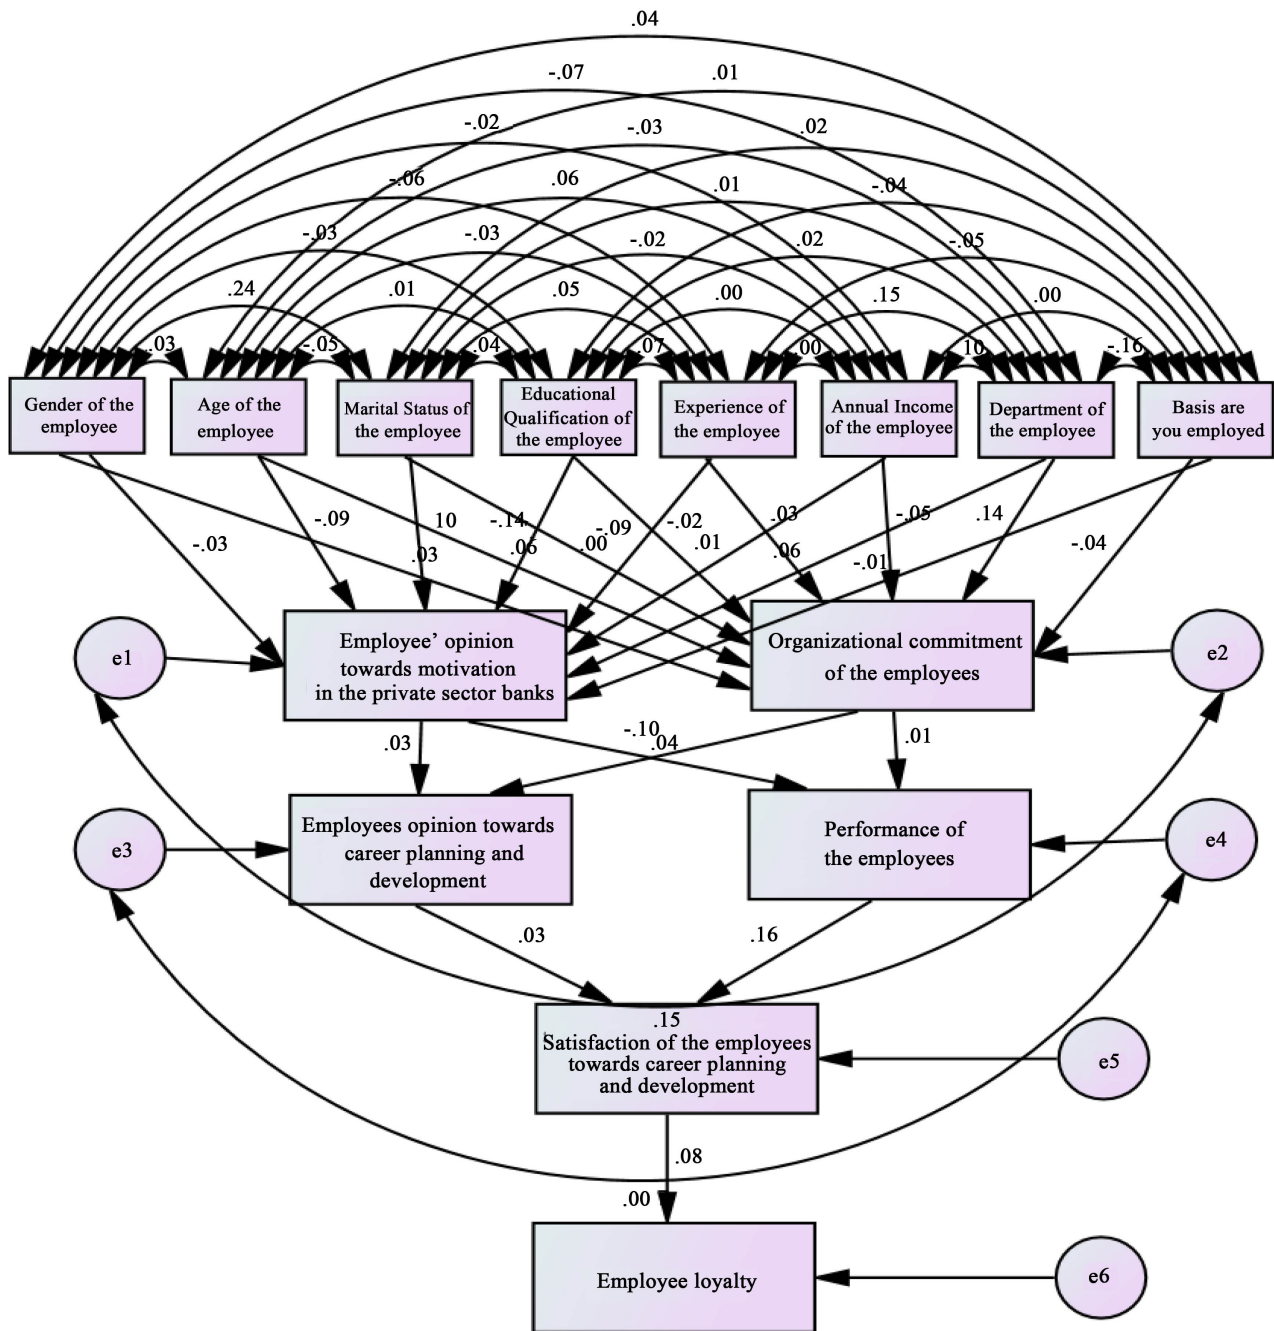 .04
-.07
.01
-.02
-.03
.02
-.06
.06
.01
-.04
-.03
-.03
-.02
.02
-.05
.24
.01
.05
.00
.15
.00
.03
-.05
.04
.07
.00
.10
-.16
Gender of the
employee
Age of the
employee
Marital Status of
the employee
Educational
Qualification of
the employee
Experience of
the employee
Annual Income
of the employee
Department of
the employee
Basis are
you employed
-.03
-.09
.03
10
-.14
.06
.00
-.09
-.02
.01
.03
.06
-.05
-.01
.14
-.04
e1
Employee’ opinion
towards motivation
in the private sector banks
Organizational commitment
of the employees
e2
.03
-.10
.04
.01
e3
Employees opinion towards
career planning and
development
Performance of
the employees
e4
.03
.16
.15
Satisfaction of the employees
towards career planning
and development
e5
.08
.00
Employee loyalty
e6